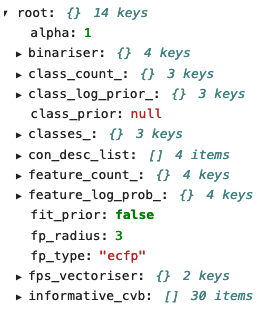 ▾ root: {} 14 keys
alpha: 1
▸ binariser: {} 4 keys
▸ class_count_: {} 3 keys
▸ class_log_prior_: {} 3 keys
class_prior: null
▸ classes_: {} 3 keys
▸ con_desc_list: [] 4 items
▸ feature_count_: {} 4 keys
▸ feature_log_prob_: {} 4 keys
fit_prior: false
fp_radius: 3
fp_type: "ecfp"
▸ fps_vectoriser: {} 2 keys
▸ informative_cvb: [] 30 items